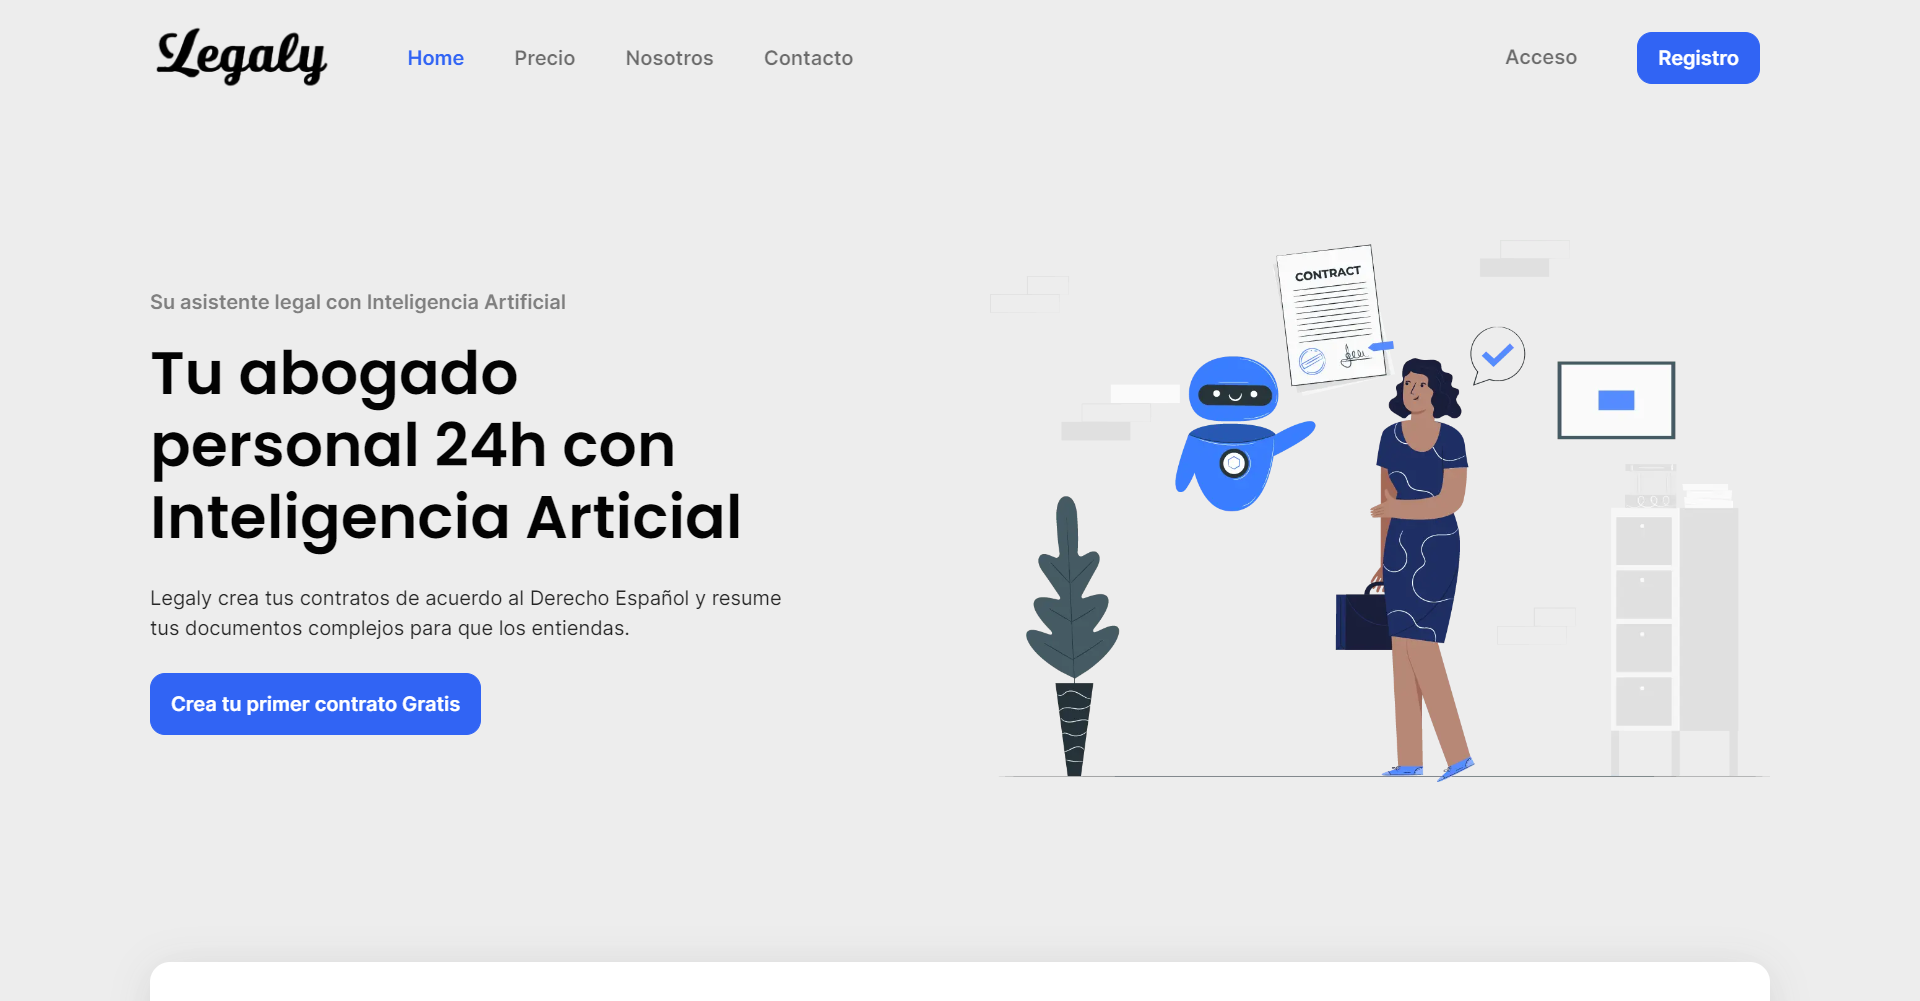 Legaly
Home
Precio
Nosotros
Contacto
Acceso
Registro
Su asistente legal con Inteligencia Artificial
Tu abogado
personal 24h con
Inteligencia Articial
Legaly crea tus contratos de acuerdo al Derecho Español y resume
tus documentos complejos para que los entiendas.
Crea tu primer contrato Gratis
CONTRACT